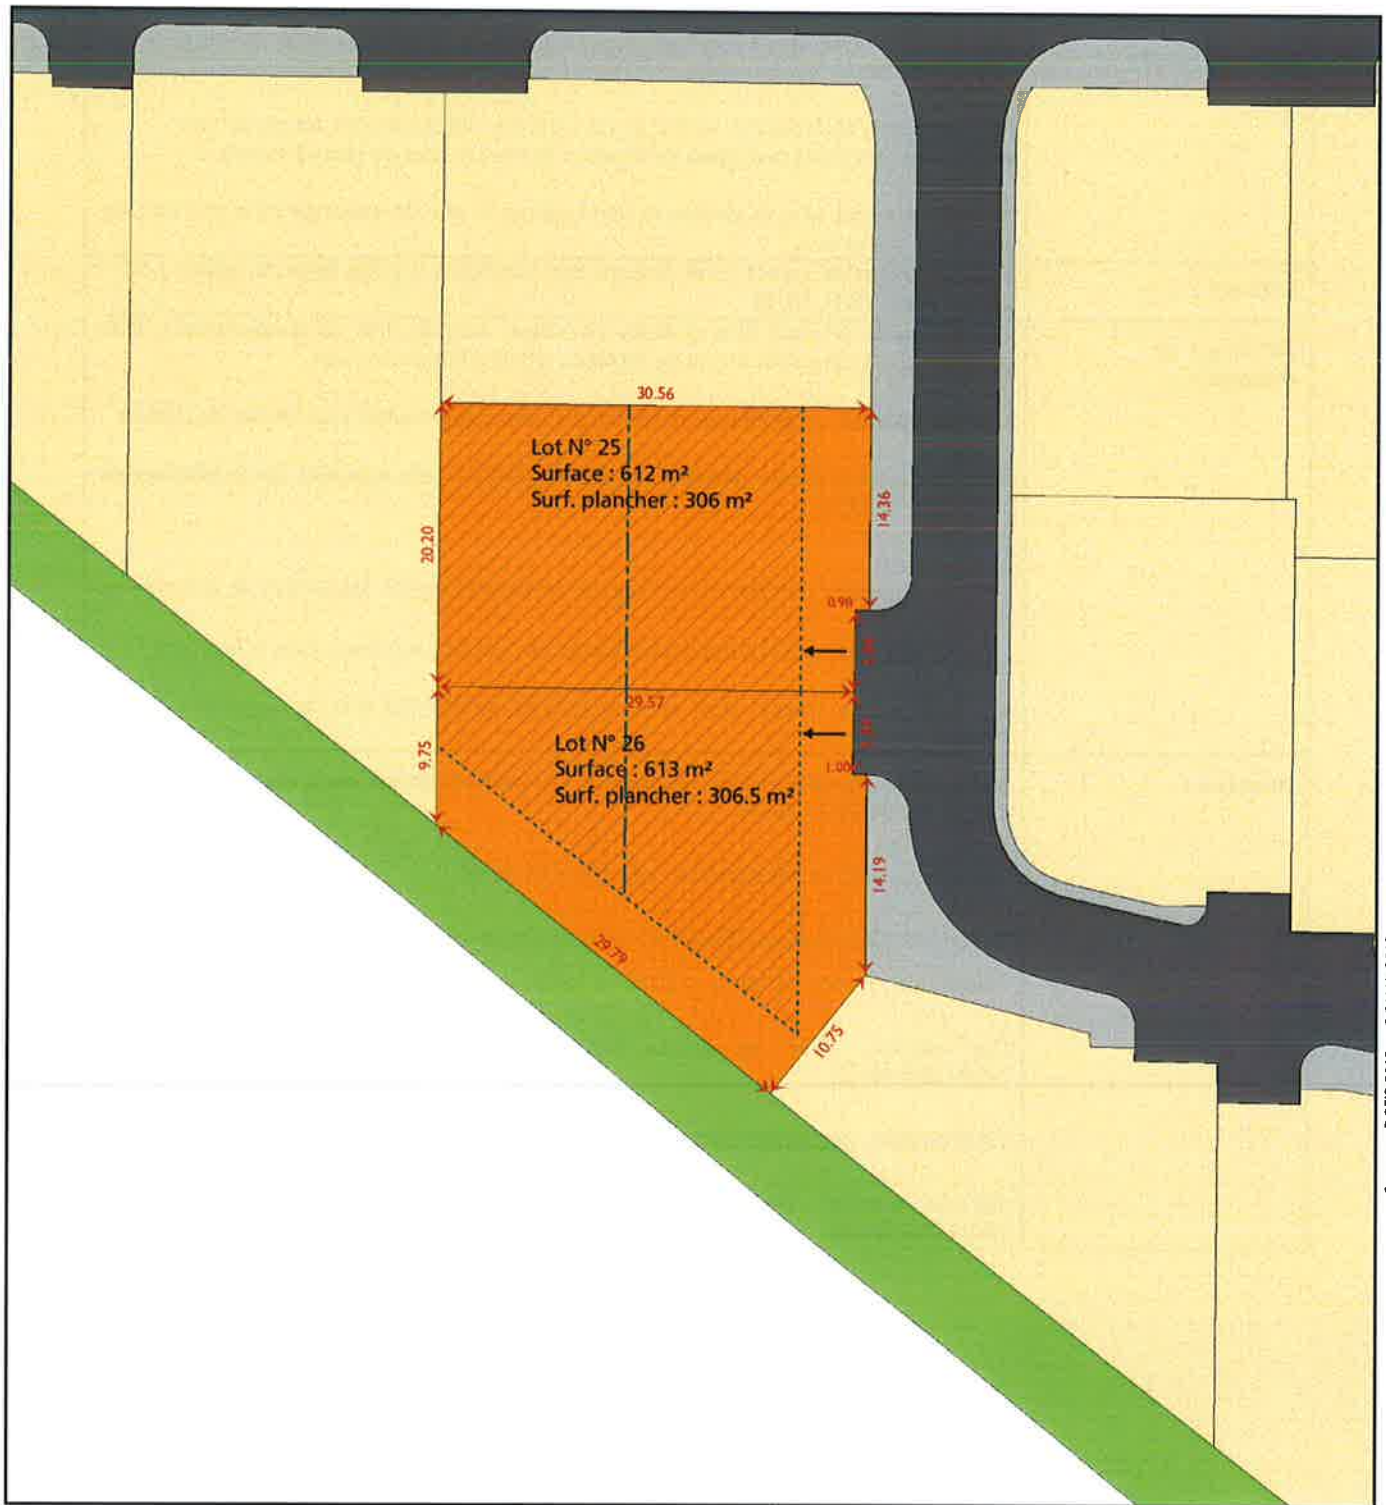 30.56
Lot N° 25
Surface : 612 m²
Surf. plancher : 306 m²
14.36
20.20
0.98
29.57
Lot N° 26
Surface : 613 m²
Surf. plancher : 306.5 m²
9.75
1.00
14.19
29.79
10.75